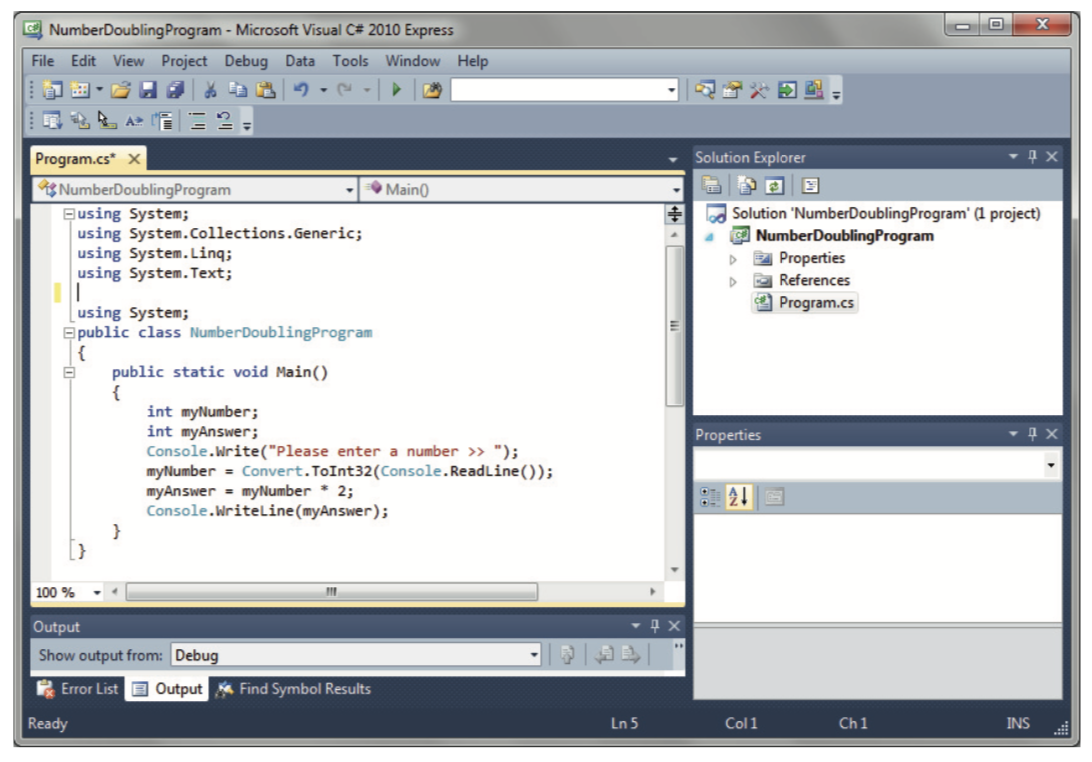 NumberDoublingProgram - Microsoft Visual C# 2010 Express
File Edit View Project Debug Data Tools Window Help
Program.cs*
NumberDoublingProgram Main()
using System;
using System.Collections.Generic;
using System.Linq;
using System.Text;
using System;
public class NumberDoublingProgram
{
public static void Main()
{
int myNumber;
int myAnswer;
Console.Write("Please enter a number >> ");
myNumber = Convert.ToInt32(Console.ReadLine());
myAnswer = myNumber * 2;
Console.WriteLine(myAnswer);
}
}
100 %
Output
Show output from: Debug
Error List Output Find Symbol Results
Solution Explorer
Solution 'NumberDoublingProgram' (1 project)
NumberDoublingProgram
Properties
References
Program.cs
Properties
Ready Ln 5 Col 1 Ch 1 INS